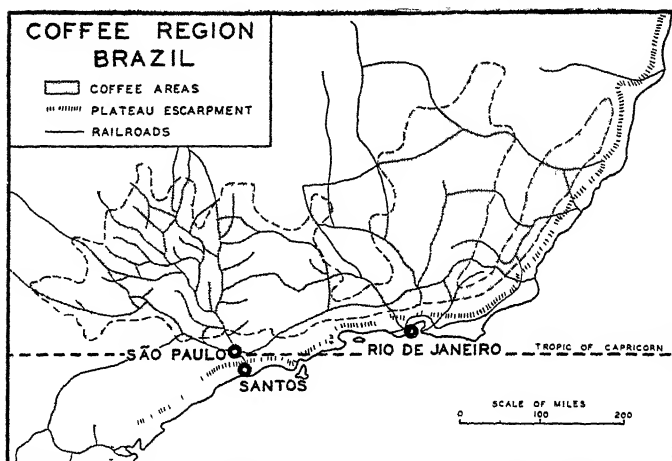 COFFEE REGION
BRAZIL
COFFEE AREAS
PLATEAU ESCARPMENT
RAILROADS
SÃO PAULO
RIO DE JANEIRO
TROPIC OF CAPRICORN
SANTOS
SCALE OF MILES
0 100 200